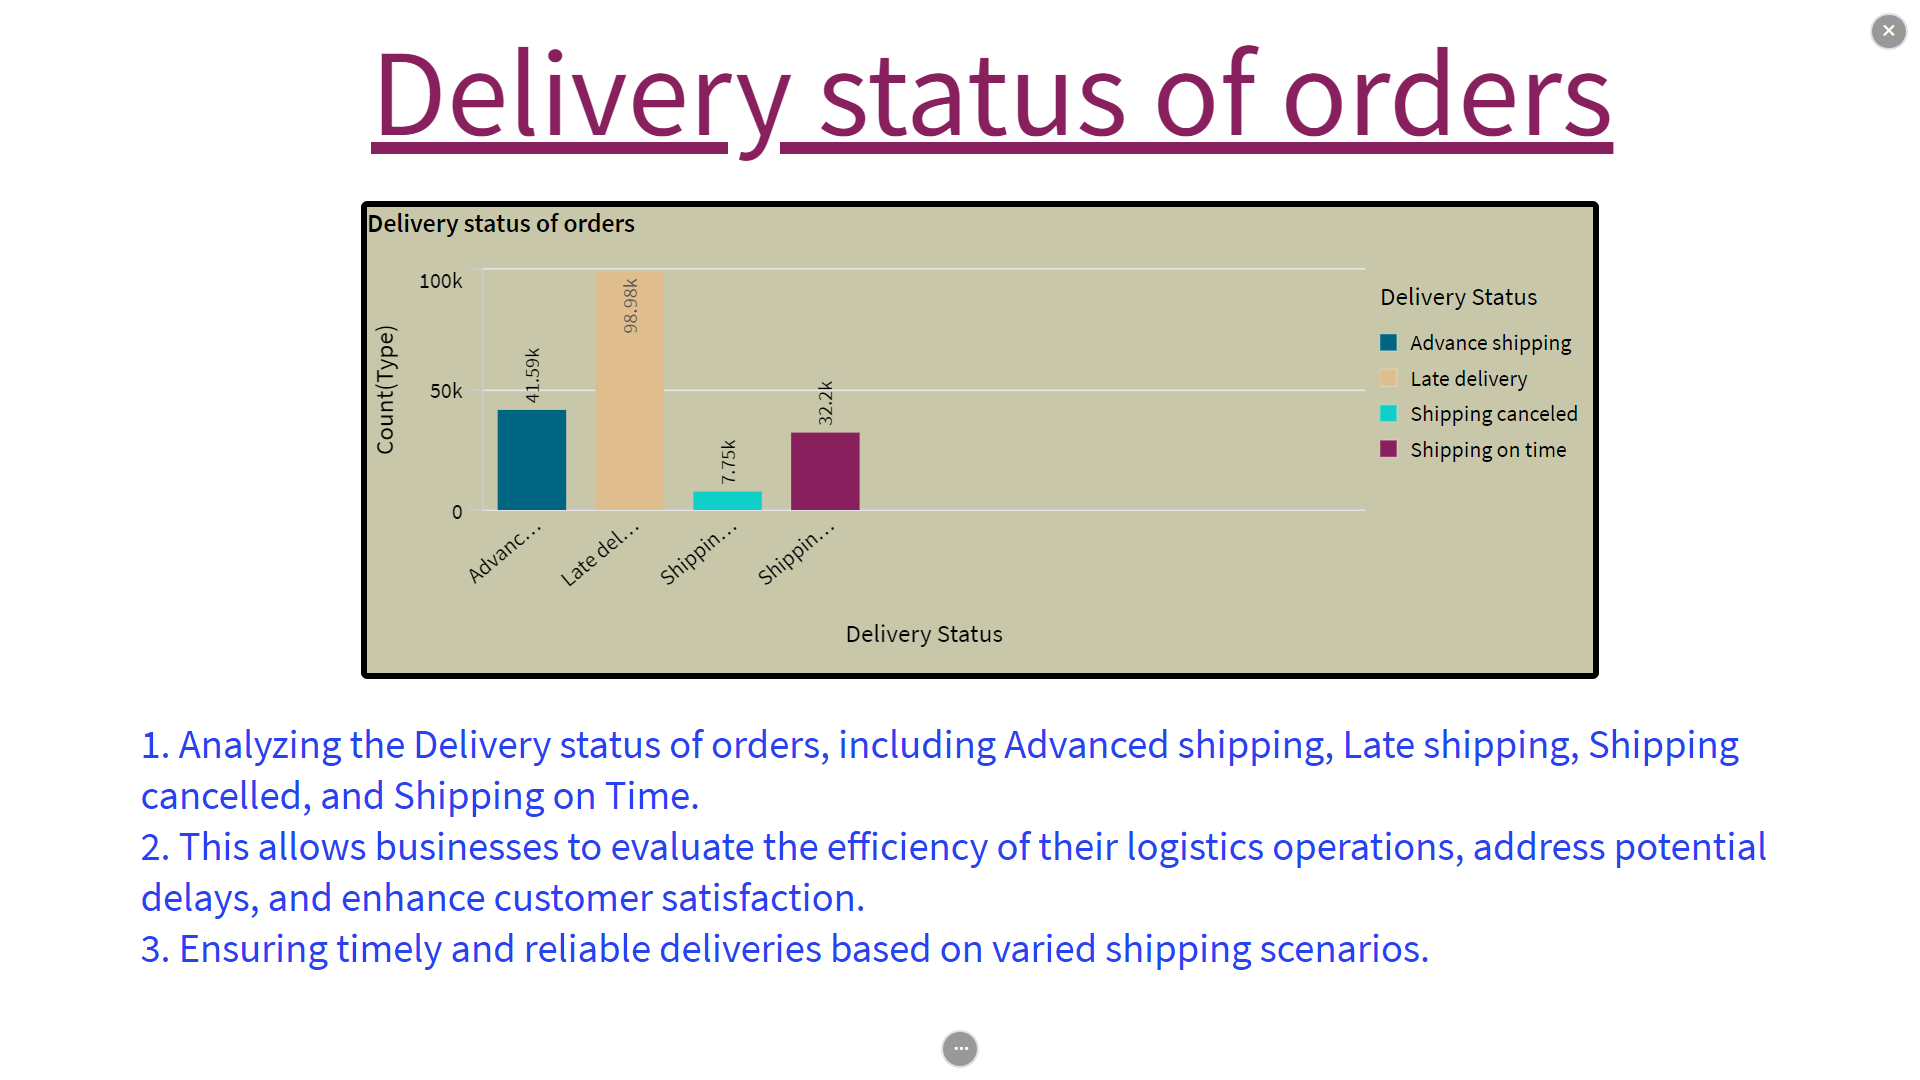 Delivery status of orders
Delivery status of orders
100k
50k
0
Count(Type)
41.59k
98.98k
7.75k
32.2k
Advanc...
Late del...
Shippin...
Shippin...
Delivery Status
Delivery Status
Advance shipping
Late delivery
Shipping canceled
Shipping on time
1. Analyzing the Delivery status of orders, including Advanced shipping, Late shipping, Shipping
cancelled, and Shipping on Time.
2. This allows businesses to evaluate the efficiency of their logistics operations, address potential
delays, and enhance customer satisfaction.
3. Ensuring timely and reliable deliveries based on varied shipping scenarios.